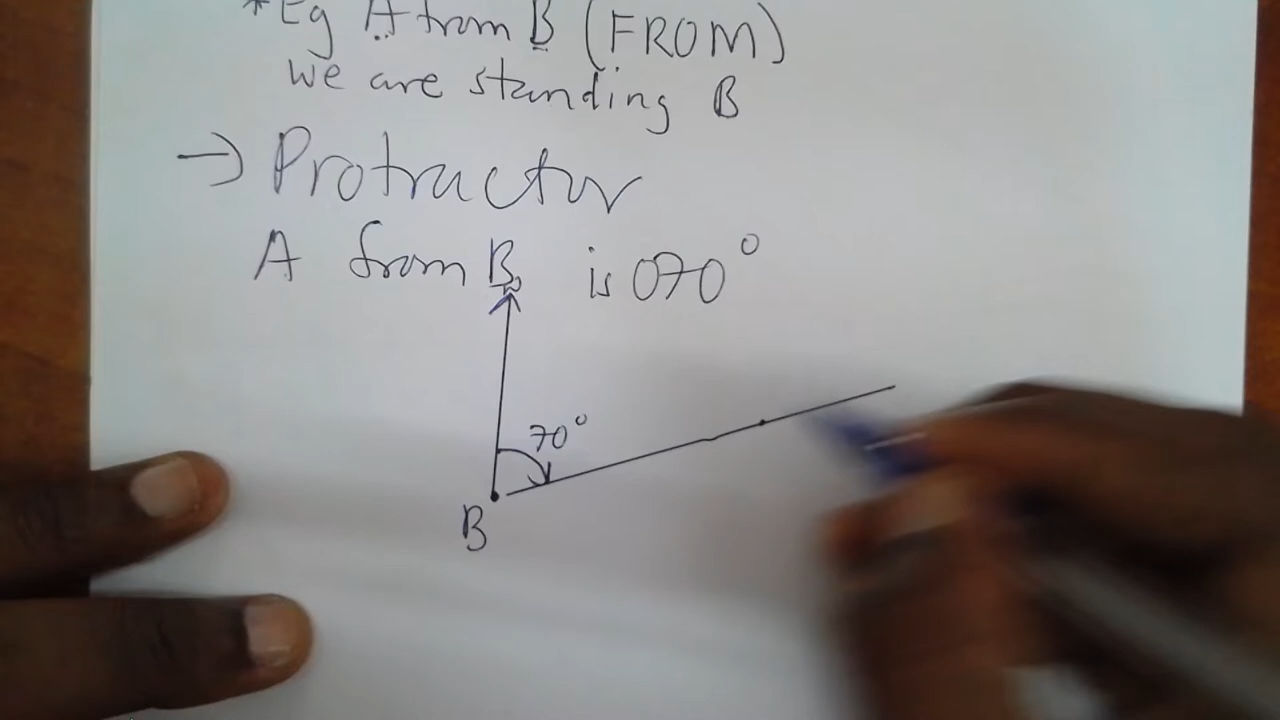 *Eg A from B (FROM)
we are standing B
→ Protractor
A from B is 070°
70°
B